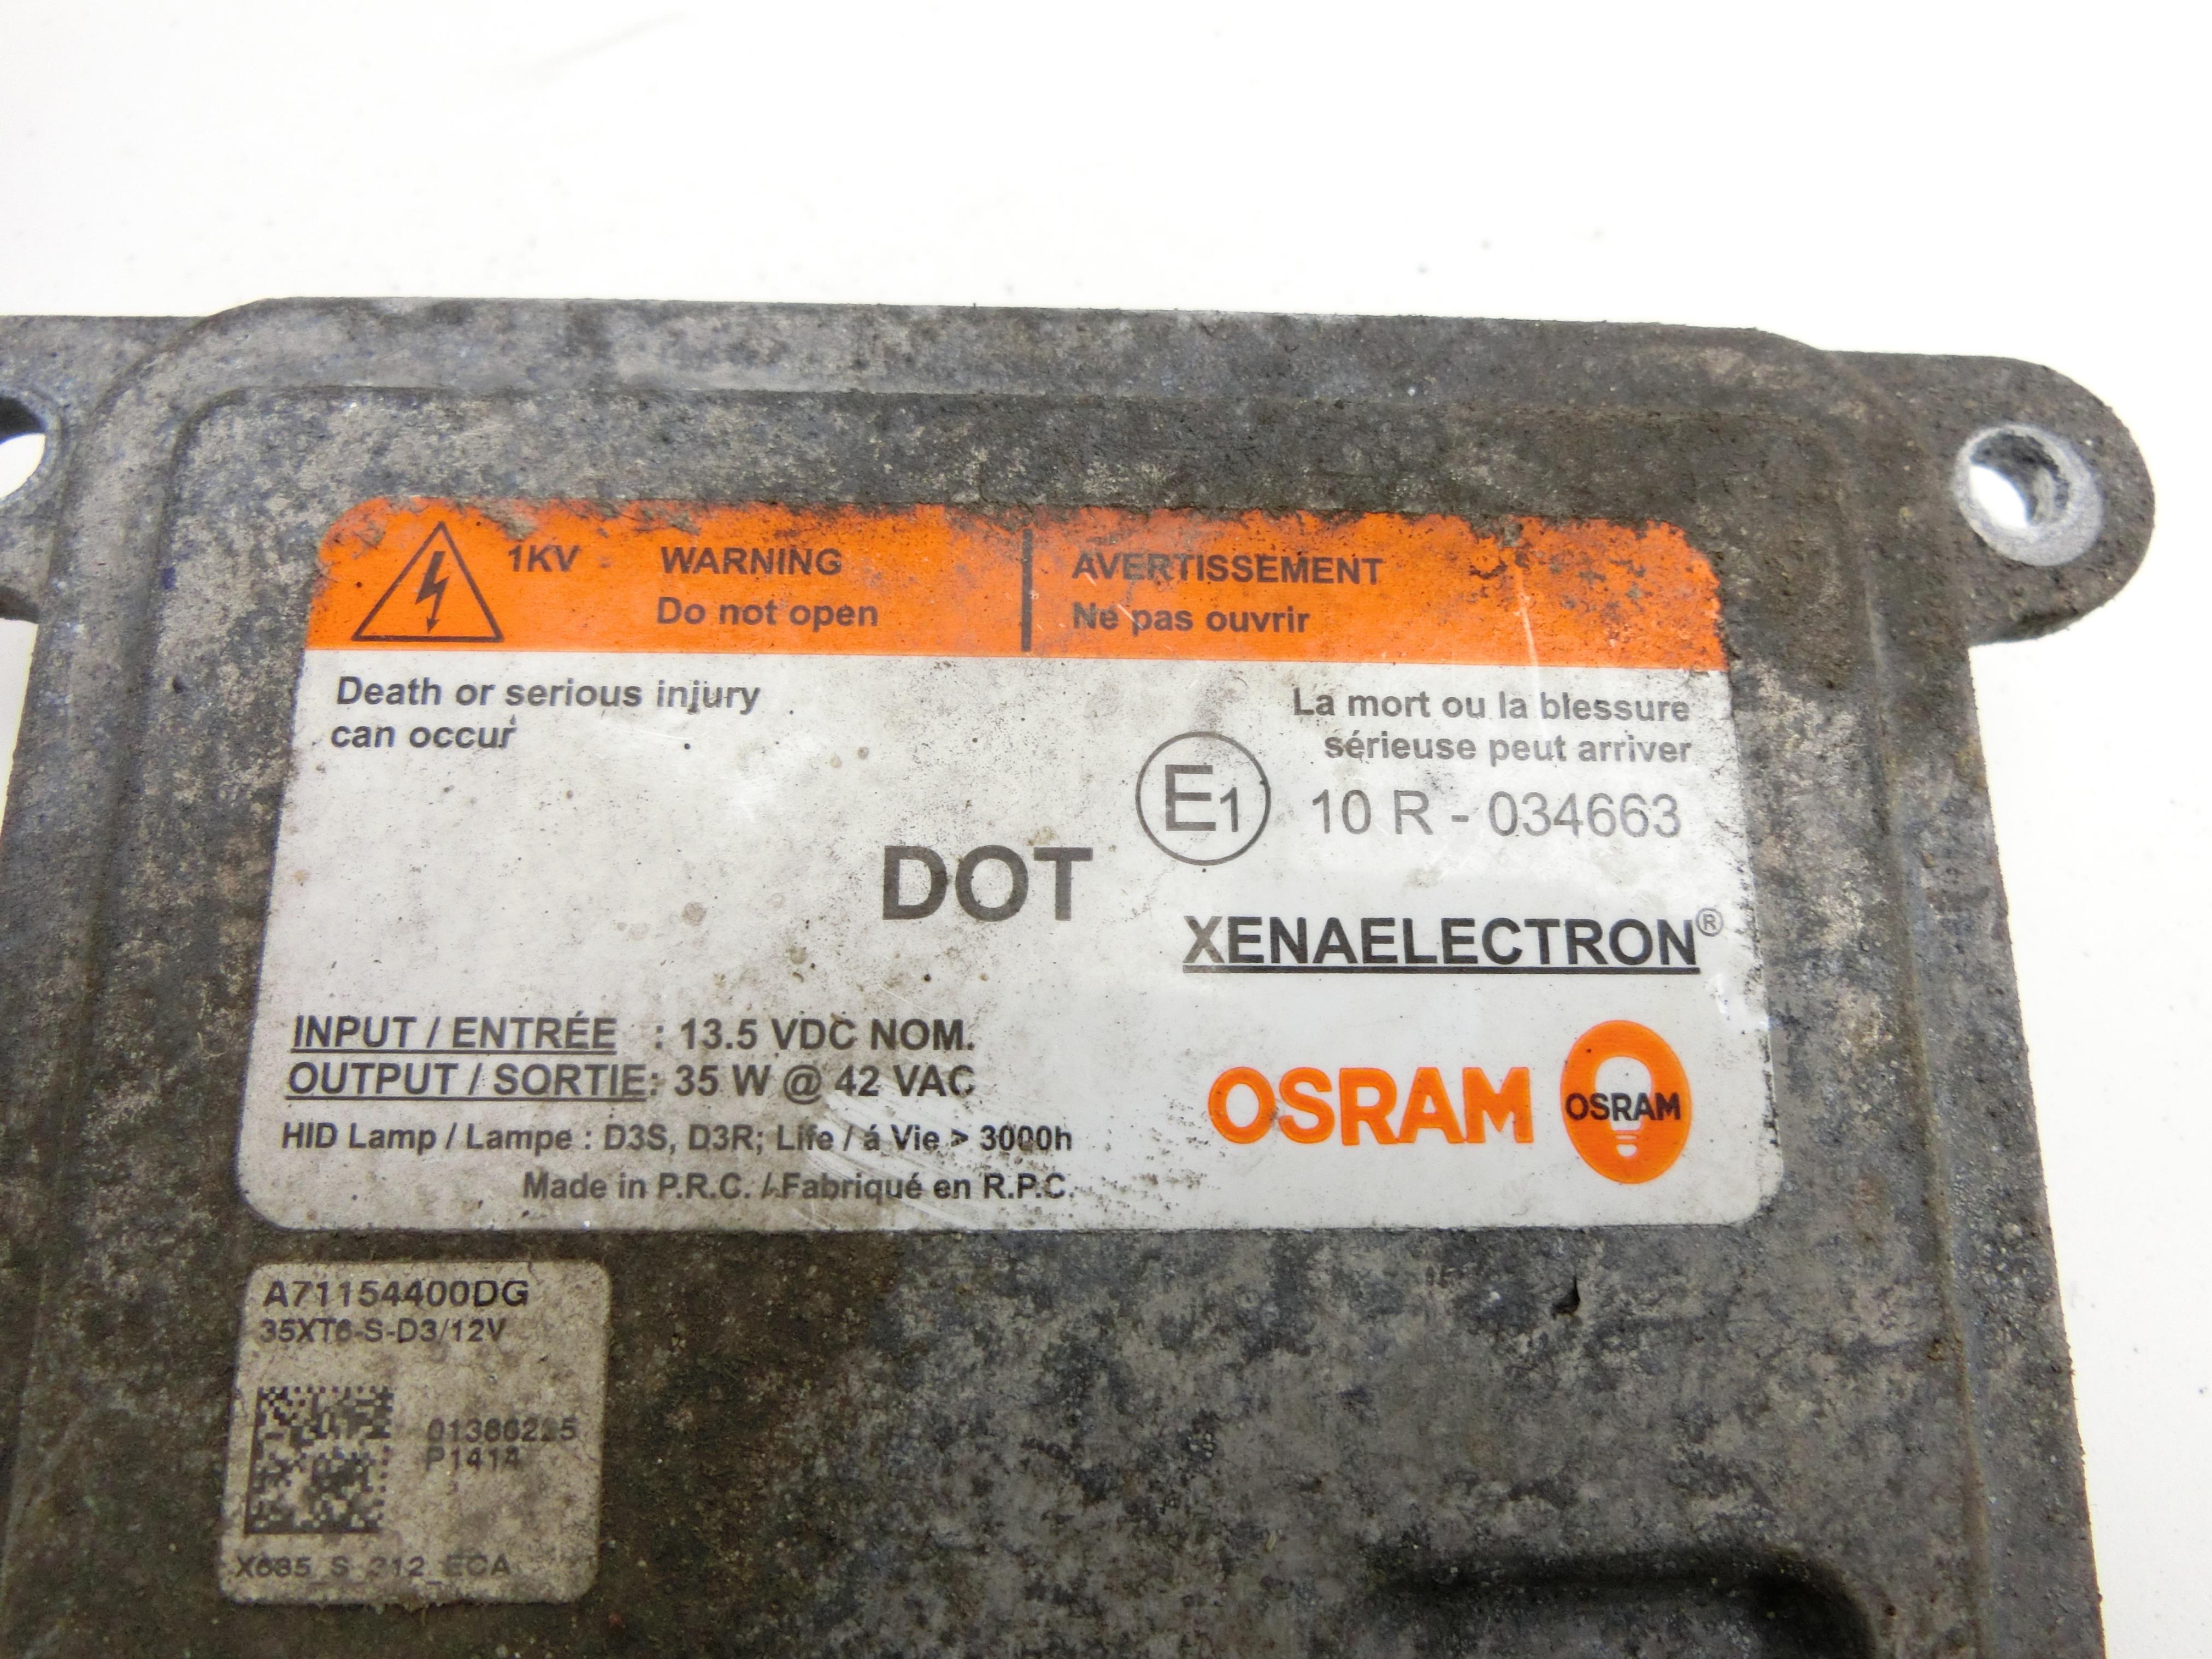 1KV WARNING
Do not open
AVERTISSEMENT
Ne pas ouvrir
Death or serious injury
can occur
La mort ou la blessure
sérieuse peut arriver
E1 10 R - 034663
DOT
XENAELECTRON®
INPUT / ENTRÉE : 13.5 VDC NOM.
OUTPUT / SORTIE: 35 W @ 42 VAC
HID Lamp / Lampe : D3S, D3R; Life / á Vie > 3000h
Made in P.R.C. / Fabriqué en R.P.C.
OSRAM
OSRAM
A71154400DG
35XT6-S-D3/12V
P1414